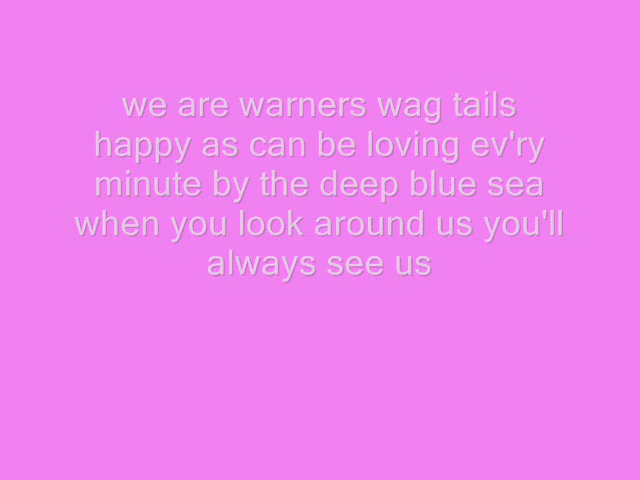 we are warners wag tails
happy as can be loving ev'ry
minute by the deep blue sea
when you look around us you'll
always see us